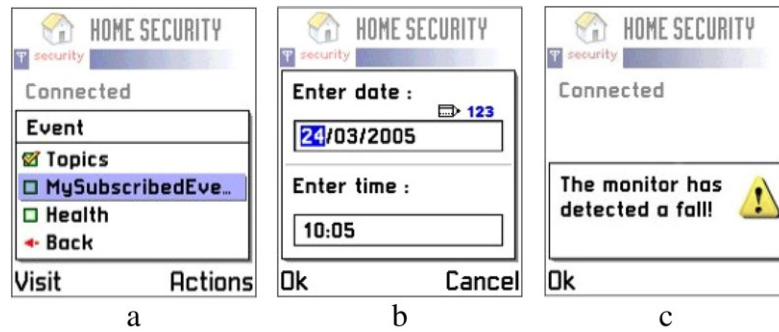 HOME SECURITY
security
Connected
Event
Topics
MySubscribedEve...
Health
Back
Visit Actions
a
HOME SECURITY
security
Enter date :
123
24/03/2005
Enter time :
10:05
Ok Cancel
b
HOME SECURITY
security
Connected
The monitor has
detected a fall!
Ok
c